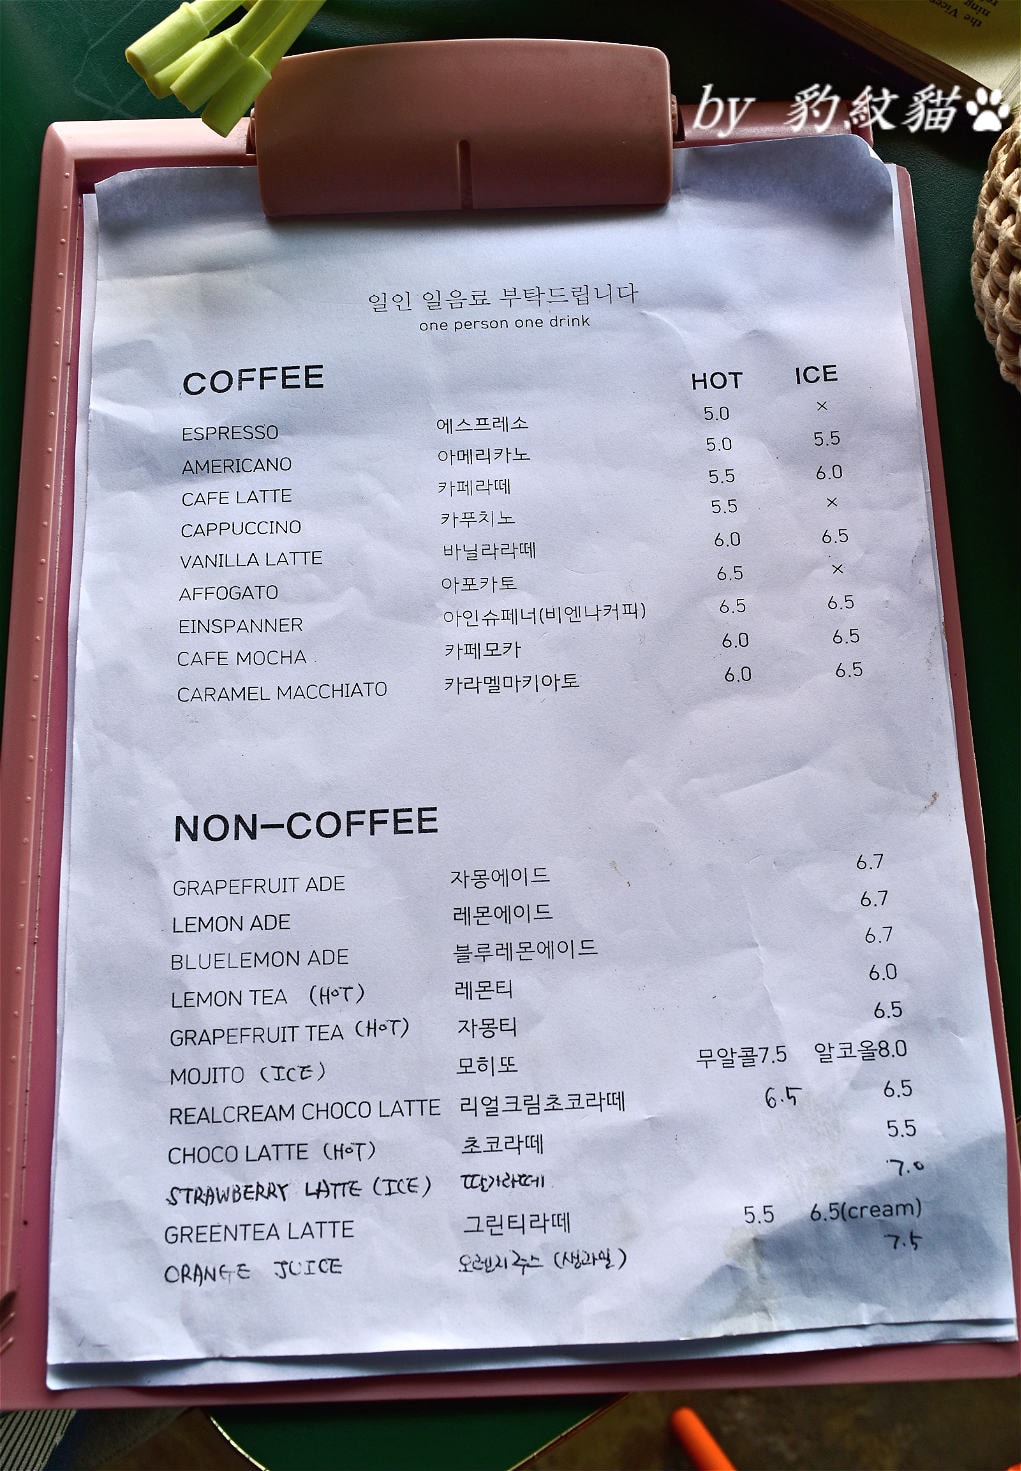 the Vicer
ning
by 豹紋貓
일인 일음료 부탁드립니다
one person one drink
COFFEE HOT ICE
ESPRESSO 에스프레소 5.0 ×
AMERICANO 아메리카노 5.0 5.5
CAFE LATTE 카페라떼 5.5 6.0
CAPPUCCINO 카푸치노 5.5 ×
VANILLA LATTE 바닐라라떼 6.0 6.5
AFFOGATO 아포카토 6.5 ×
EINSPANNER 아인슈페너(비엔나커피) 6.5 6.5
CAFE MOCHA 카페모카 6.0 6.5
CARAMEL MACCHIATO 카라멜마키아토 6.0 6.5
NON-COFFEE
GRAPEFRUIT ADE 자몽에이드 6.7
LEMON ADE 레몬에이드 6.7
BLUELEMON ADE 블루레몬에이드 6.7
LEMON TEA (HOT) 레몬티 6.0
GRAPEFRUIT TEA (HOT) 자몽티 6.5
MOJITO (ICE) 모히또 무알콜7.5 알코올8.0
REALCREAM CHOCO LATTE 리얼크림초코라떼 6.5 6.5
CHOCO LATTE (HOT) 초코라떼 5.5
STRAWBERRY LATTE (ICE) 딸기라떼 7.0
GREENTEA LATTE 그린티라떼 5.5 6.5(cream)
ORANGE JUICE 오렌지주스 (생과일) 7.5